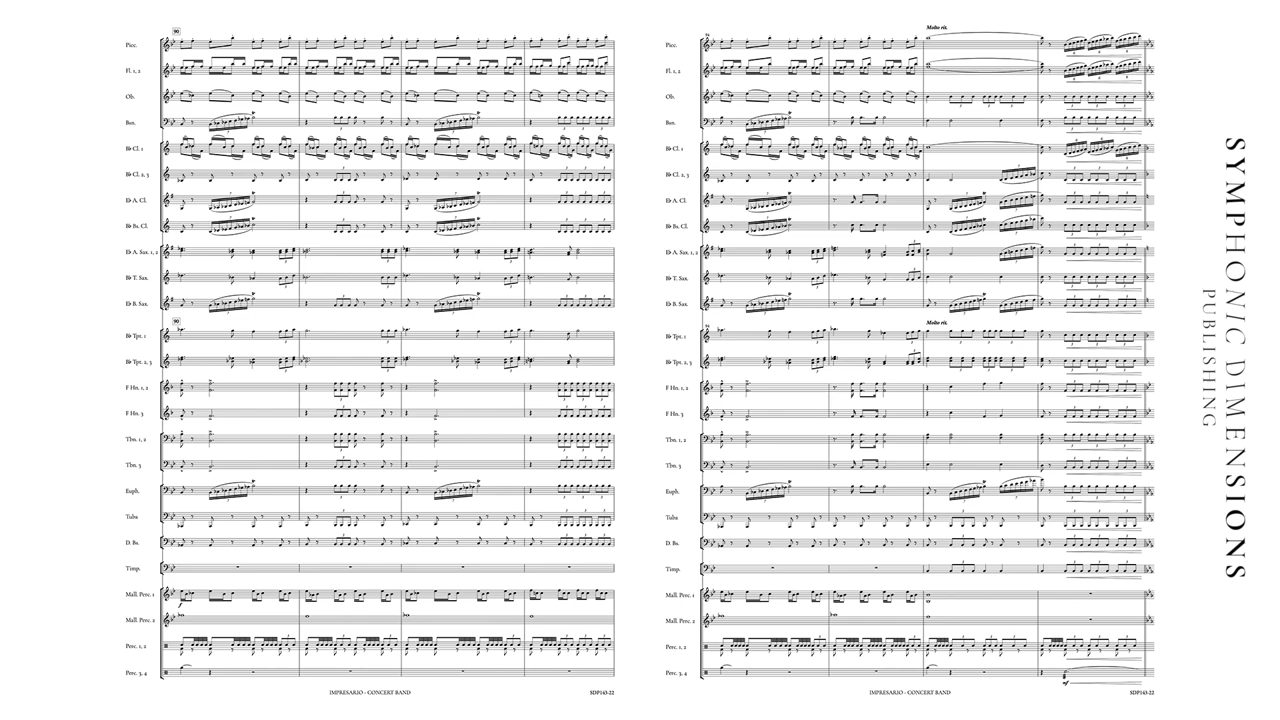 90
Picc.
Fl. 1, 2
Ob.
Bsn.
B♭ Cl. 1
B♭ Cl. 2, 3
E♭ A. Cl.
B♭ Bs. Cl.
E♭ A. Sax. 1, 2
B♭ T. Sax.
E♭ B. Sax.
90
B♭ Tpt. 1
B♭ Tpt. 2, 3
F Hn. 1, 2
F Hn. 3
Tbn. 1, 2
Tbn. 3
Euph.
Tuba
D. Bs.
Timp.
Mall. Perc. 1
f
Mall. Perc. 2
Perc. 1, 2
Perc. 3, 4
IMPRESARIO - CONCERT BAND
SDP143-22
Molto rit.
94
Picc.
Fl. 1, 2
Ob.
Bsn.
B♭ Cl. 1
B♭ Cl. 2, 3
E♭ A. Cl.
B♭ Bs. Cl.
E♭ A. Sax. 1, 2
B♭ T. Sax.
E♭ B. Sax.
Molto rit.
94
B♭ Tpt. 1
B♭ Tpt. 2, 3
F Hn. 1, 2
F Hn. 3
Tbn. 1, 2
Tbn. 3
Euph.
Tuba
D. Bs.
Timp.
Mall. Perc. 1
Mall. Perc. 2
Perc. 1, 2
Perc. 3, 4
mf
IMPRESARIO - CONCERT BAND
SDP143-22
SYMPHONIC DIMENSIONS
PUBLISHING